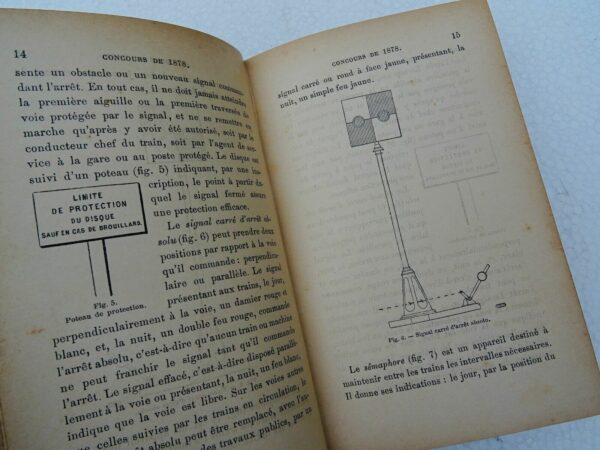 14
CONCOURS DE 1878.
sente un obstacle ou un nouveau signal comman-
dant l'arrêt. En tout cas, il ne doit jamais atteindre
la première aiguille ou la première traversée de
voie protégée par le signal, et ne se remettre en
marche qu'après y avoir été autorisé, soit par le
conducteur chef du train, soit par l'agent de ser-
vice à la gare ou au poste protégé. Le disque est
suivi d'un poteau (fig. 5) indiquant, par une ins-
cription, le point à partir du-
quel le signal fermé assure
une protection efficace.
LIMITE
DE PROTECTION
DU DISQUE
SAUF EN CAS DE BROUILLARD.
Fig. 5.
Poteau de protection.
Le signal carré d'arrêt ab-
solu (fig. 6) peut prendre deux
positions par rapport à la voie
qu'il commande: perpendicu-
laire ou parallèle. Le signal
présentant aux trains, le jour,
perpendiculairement à la voie, un damier rouge et
blanc, et, la nuit, un double feu rouge, commande
l'arrêt absolu, c'est-à-dire qu'aucun train ou machine
ne peut franchir le signal tant qu'il commande
l'arrêt. Le signal effacé, c'est-à-dire disposé parallè-
lement à la voie ou présentant, la nuit, un feu blanc,
indique que la voie est libre. Sur les voies autres
que celles suivies par les trains en circulation, le
arrêt absolu peut être remplacé, avec l'au-
des travaux publics, par un
15
CONCOURS DE 1878.
signal carré ou rond à face jaune, présentant, la
nuit, un simple feu jaune.
Fig. 6. — Signal carré d'arrêt absolu.
Le sémaphore (fig. 7) est un appareil destiné à
maintenir entre les trains les intervalles nécessaires.
Il donne ses indications : le jour, par la position du